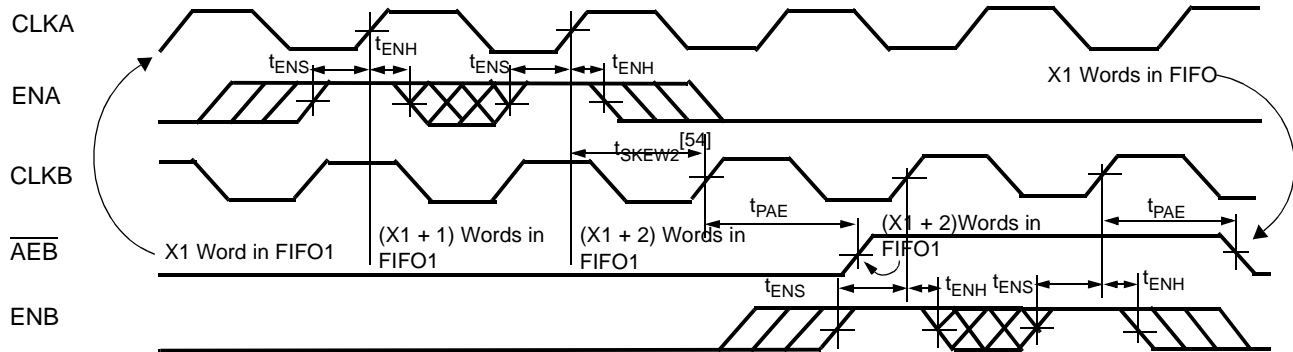 CLKA
tENH
tENS
tENS
tENH
X1 Words in FIFO
ENA
tSKEW2[54]
CLKB
tPAE
tPAE
AEB
X1 Word in FIFO1
(X1 + 1) Words in
FIFO1
(X1 + 2) Words in
FIFO1
(X1 + 2)Words in
FIFO1
tENS
tENH
tENS
tENH
ENB